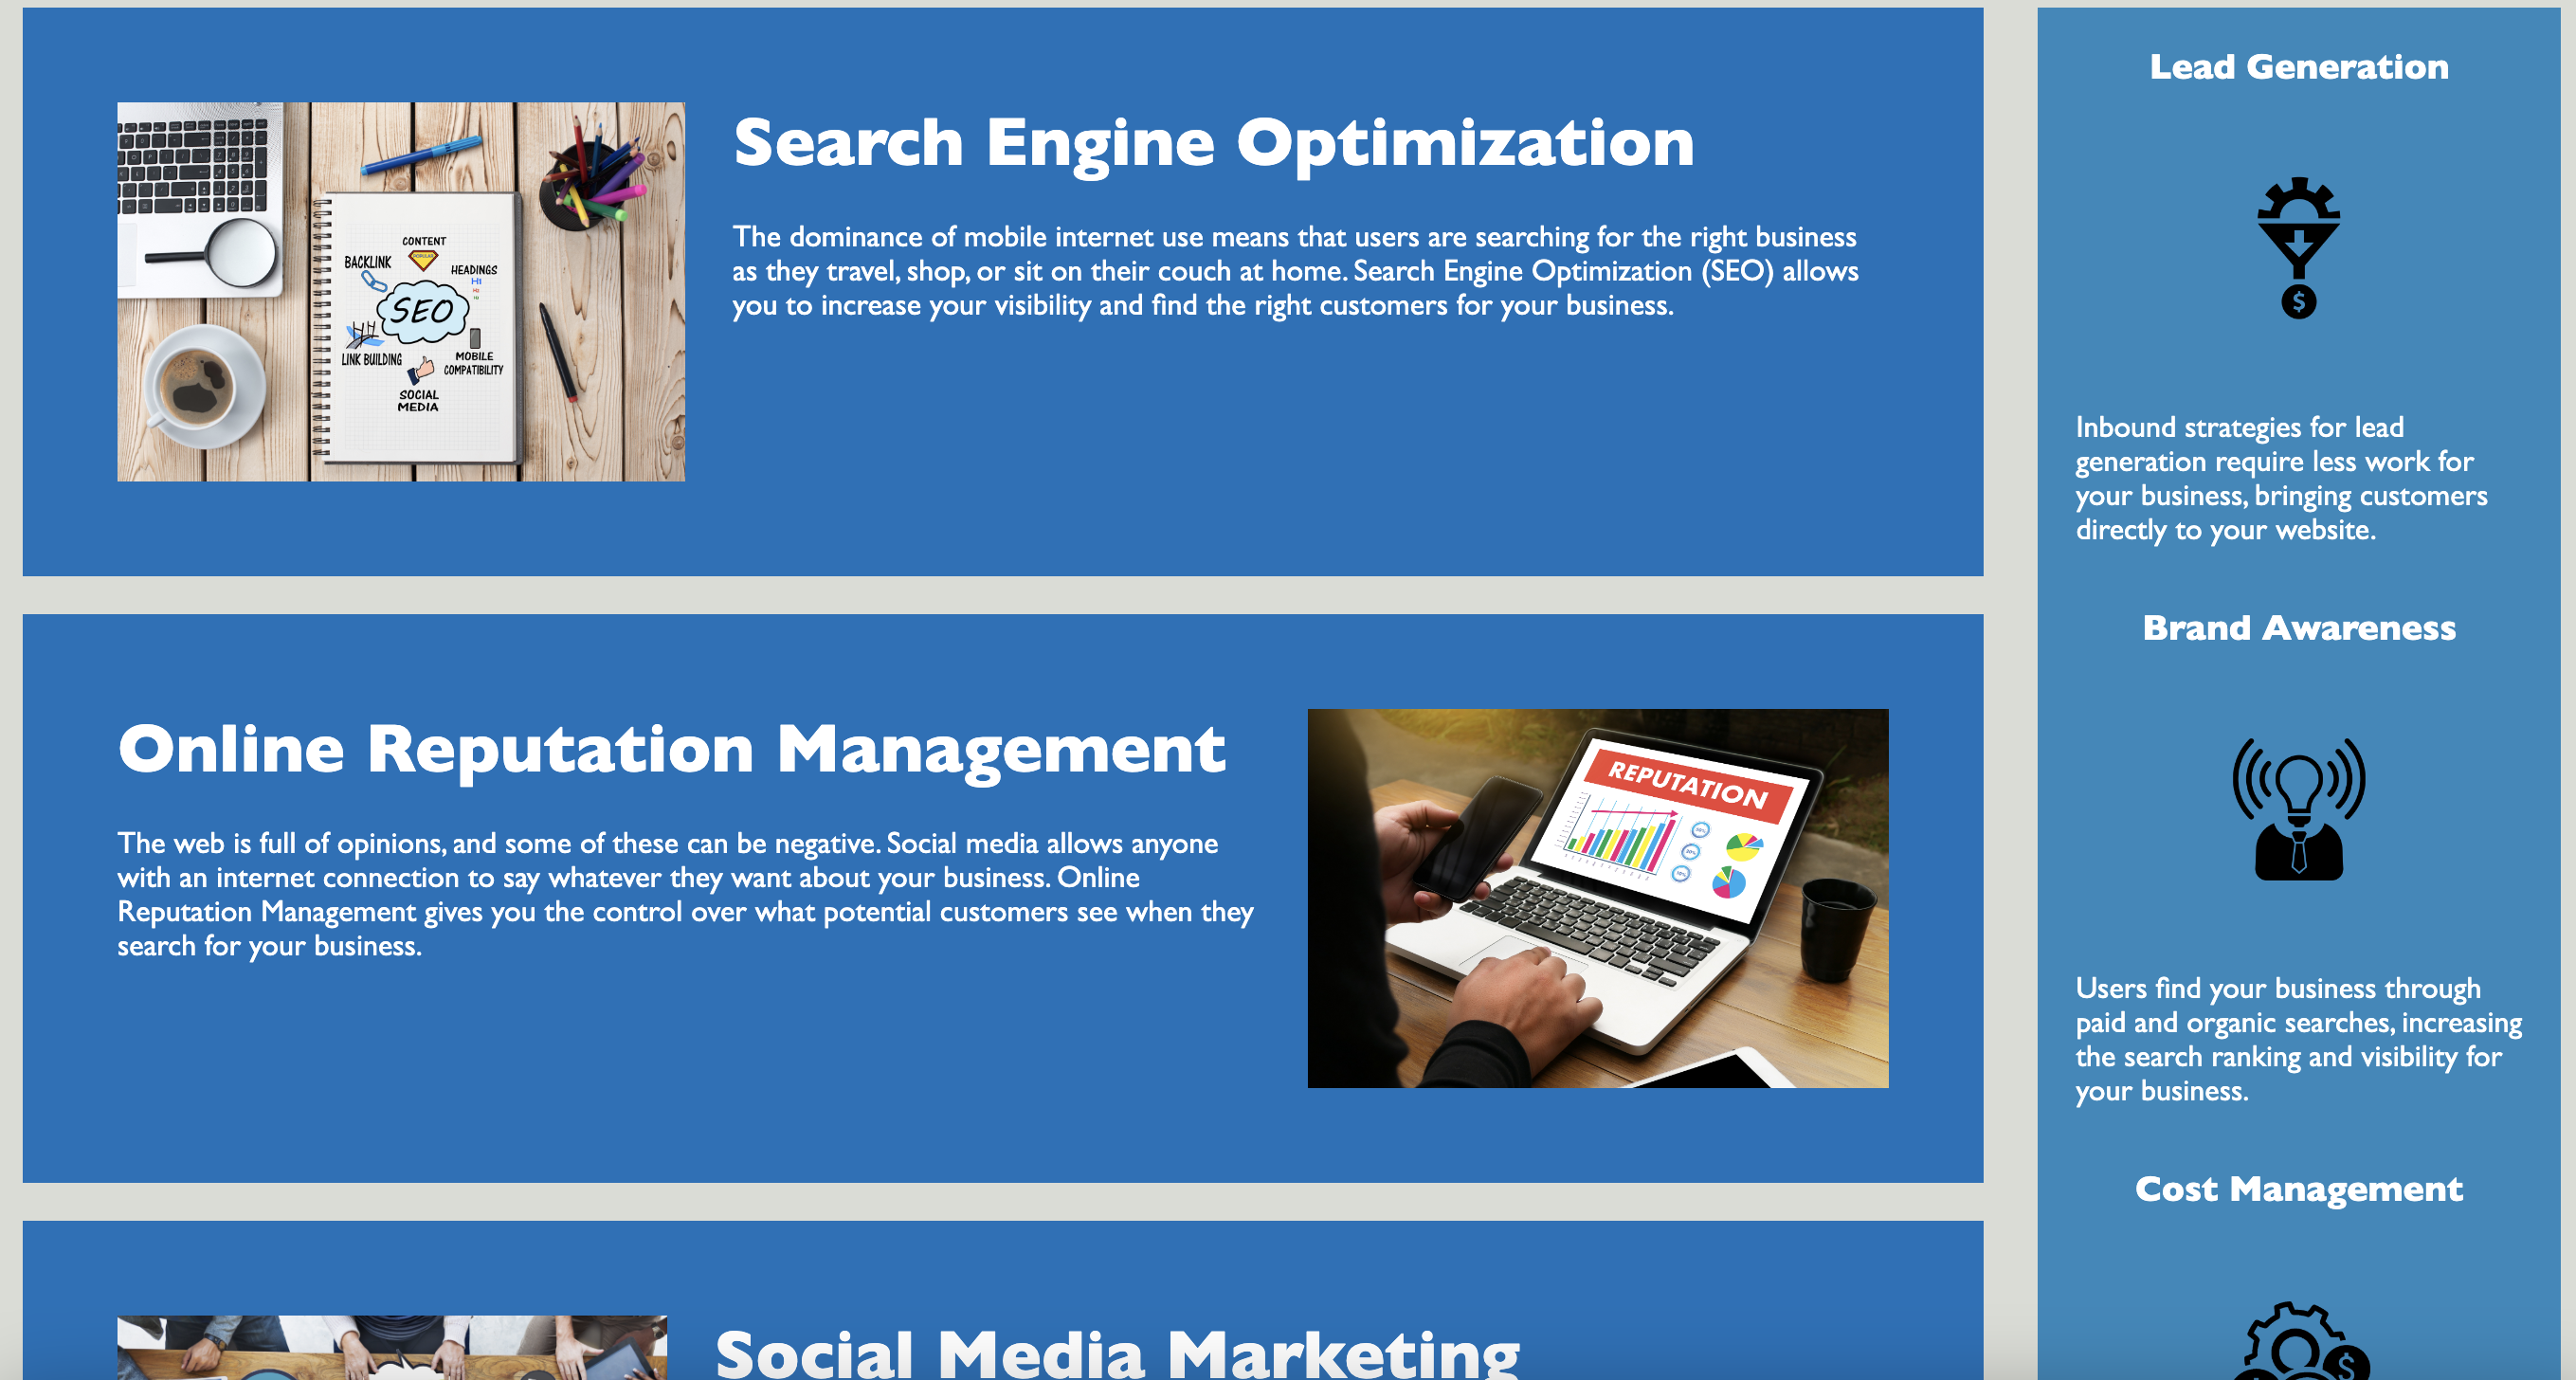 Search Engine Optimization
The dominance of mobile internet use means that users are searching for the right business
as they travel, shop, or sit on their couch at home. Search Engine Optimization (SEO) allows
you to increase your visibility and find the right customers for your business.
CONTENT
BACKLINK
HEADINGS
H1
SEO
LINK BUILDING
MOBILE
COMPATIBILITY
SOCIAL
MEDIA
Online Reputation Management
The web is full of opinions, and some of these can be negative. Social media allows anyone
with an internet connection to say whatever they want about your business. Online
Reputation Management gives you the control over what potential customers see when they
search for your business.
REPUTATION
Social Media Marketing
Lead Generation
$
Inbound strategies for lead
generation require less work for
your business, bringing customers
directly to your website.
Brand Awareness
Users find your business through
paid and organic searches, increasing
the search ranking and visibility for
your business.
Cost Management
$